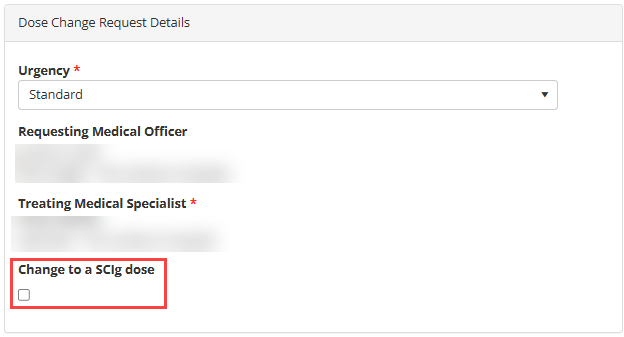 Dose Change Request Details
Urgency *
Standard
Requesting Medical Officer
Treating Medical Specialist *
Change to a SCIg dose